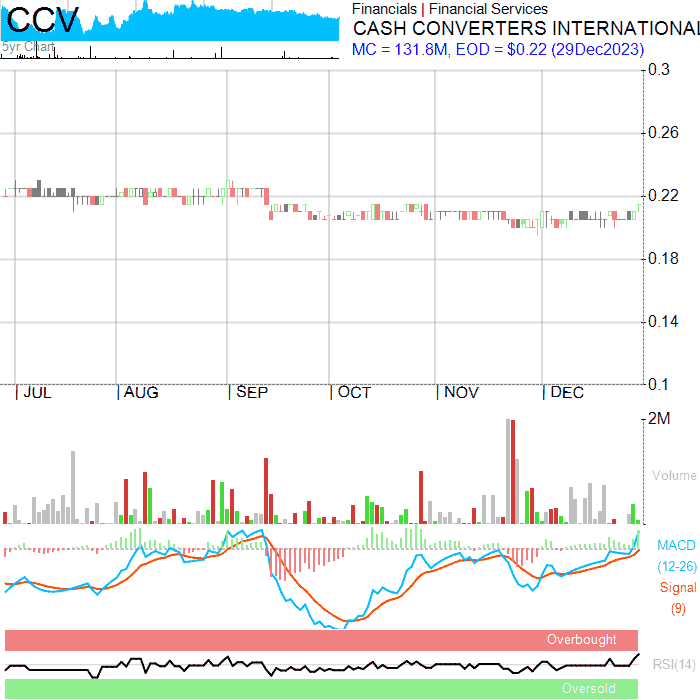 CCV
5yr Chart
Financials | Financial Services
CASH CONVERTERS INTERNATIONAL
MC = 131.8M, EOD = $0.22 (29Dec2023)
0.3
0.26
0.22
0.18
0.14
0.1
JUL AUG SEP OCT NOV DEC
2M
Volume
MACD
(12-26)
Signal
(9)
Overbought
RSI(14)
Oversold